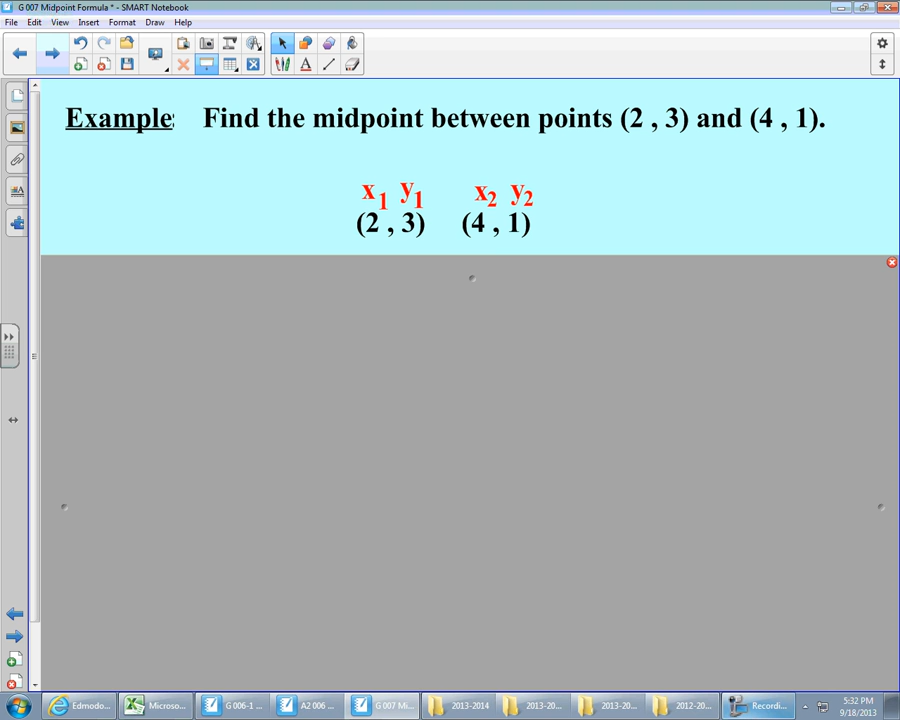 G 007 Midpoint Formula * - SMART Notebook
File Edit View Insert Format Draw Help
Example: Find the midpoint between points (2 , 3) and (4 , 1).
x1 y1 x2 y2
(2 , 3) (4 , 1)
Edmodo... Microso... G 006-1 ... A2 006 ... G 007 Mi... 2013-2014 2013-20... 2013-20... 2012-20... Recordi... 5:32 PM
9/18/2013